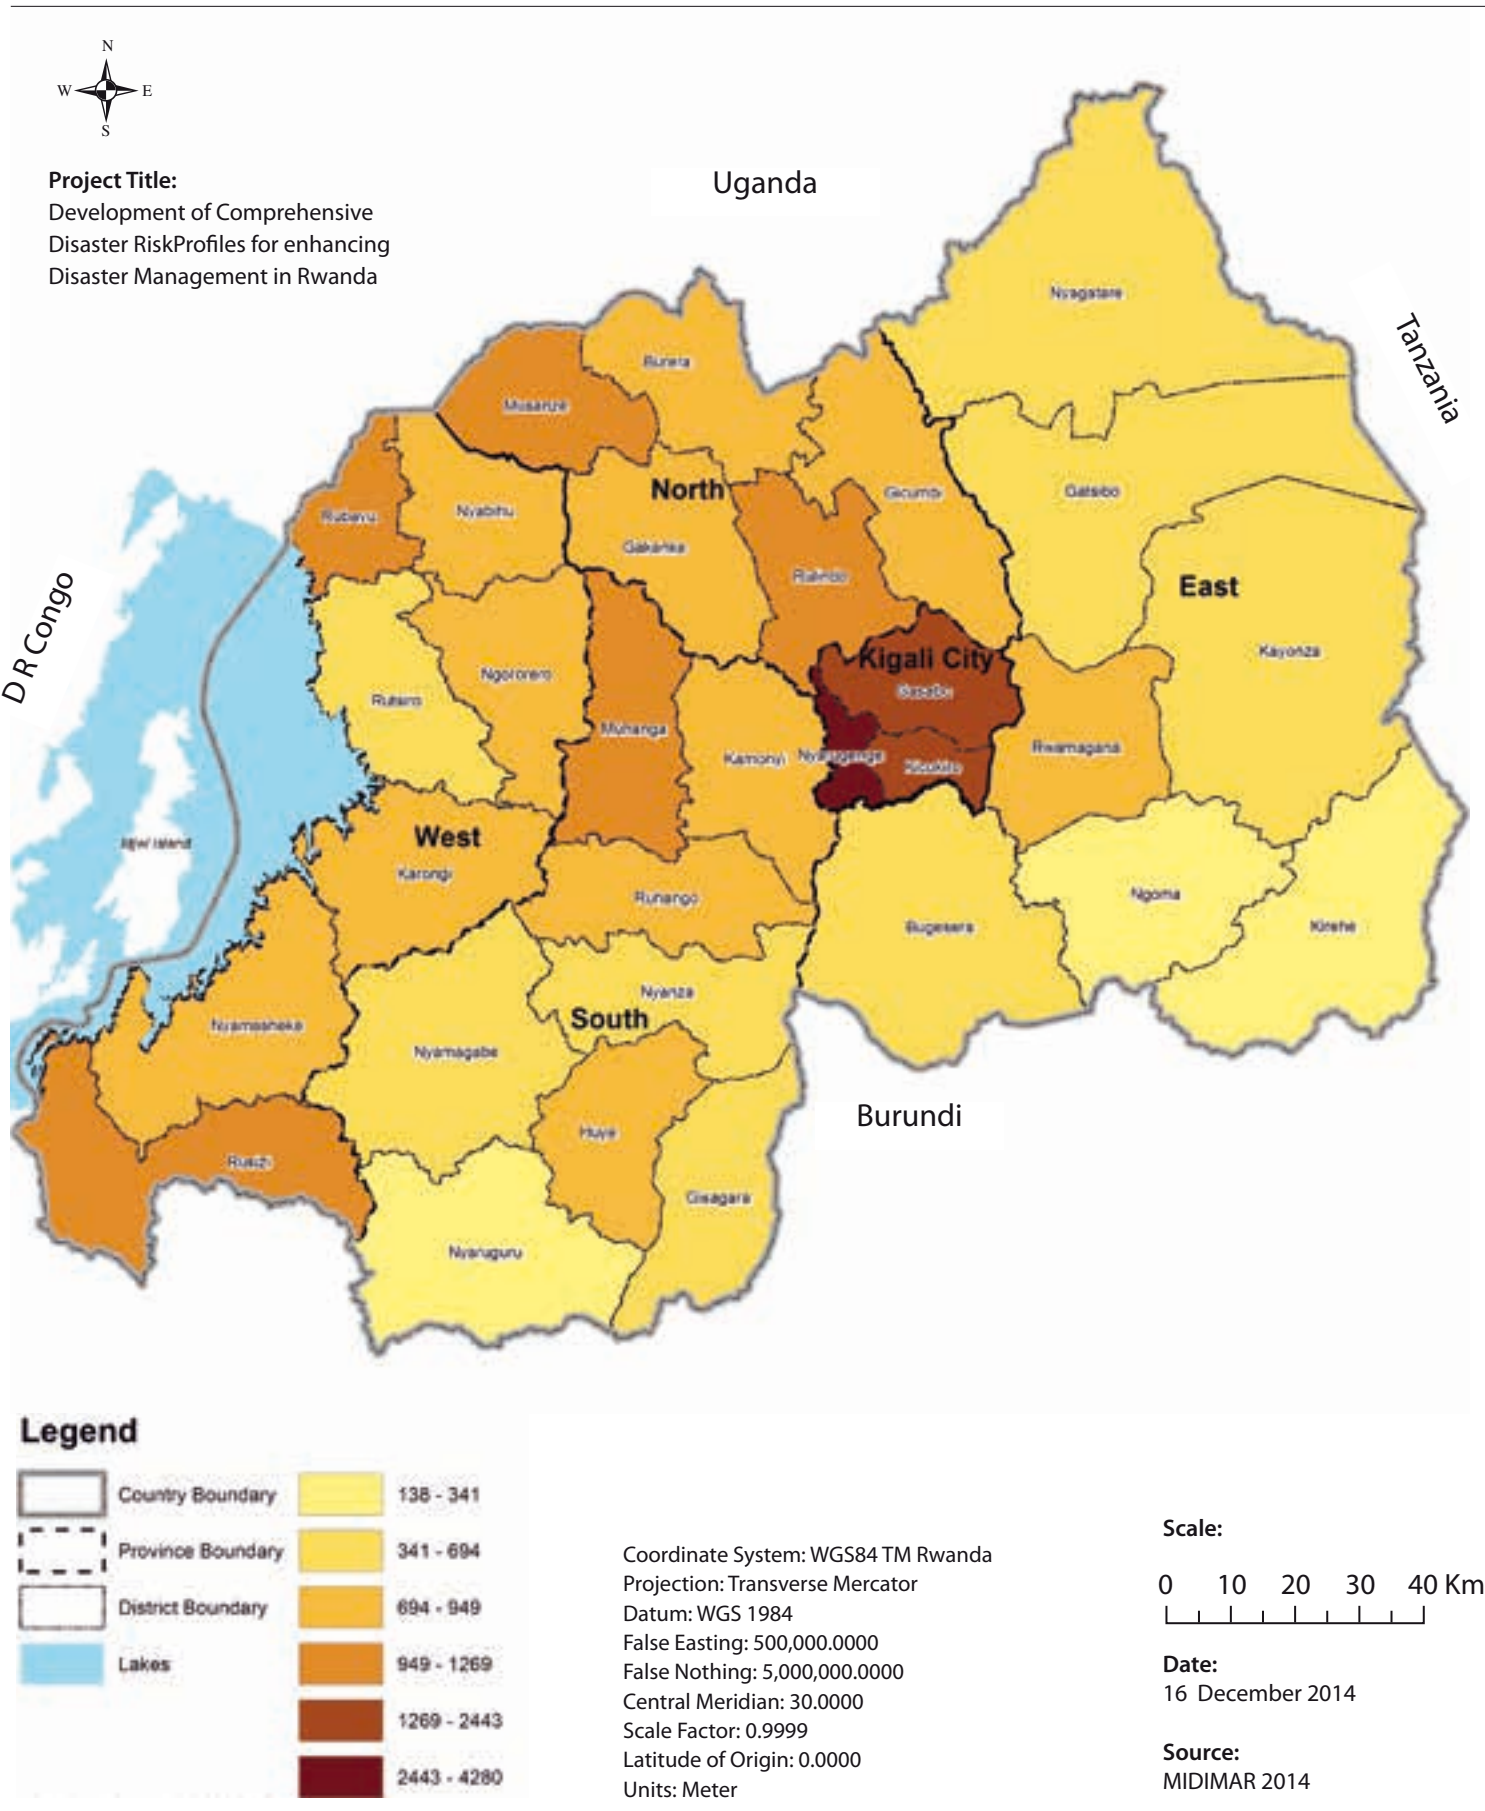 N
W
E
S
Project Title:
Development of Comprehensive
Disaster RiskProfiles for enhancing
Disaster Management in Rwanda
Uganda
Tanzania
D R Congo
Burundi
Nyagatare
Burera
Musanze
Rubavu
Nyabihu
North
Gakenke
Gicumbi
Gatsibo
Rulindo
East
Kayonza
Kigali City
Gasabo
Ngororero
Rutsiro
Muhanga
Kamonyi
Nyarugenge
Kicukiro
Rwamagana
Idjwi Island
West
Karongi
Ruhango
Ngoma
Bugesera
Kirehe
Nyanza
South
Nyamasheke
Nyamagabe
Huye
Rusizi
Gisagara
Nyaruguru
Legend
Country Boundary
Province Boundary
District Boundary
Lakes
138 - 341
341 - 694
694 - 949
949 - 1269
1269 - 2443
2443 - 4280
Coordinate System: WGS84 TM Rwanda
Projection: Transverse Mercator
Datum: WGS 1984
False Easting: 500,000.0000
False Nothing: 5,000,000.0000
Central Meridian: 30.0000
Scale Factor: 0.9999
Latitude of Origin: 0.0000
Units: Meter
Scale:
0 10 20 30 40 Km
Date:
16 December 2014
Source:
MIDIMAR 2014